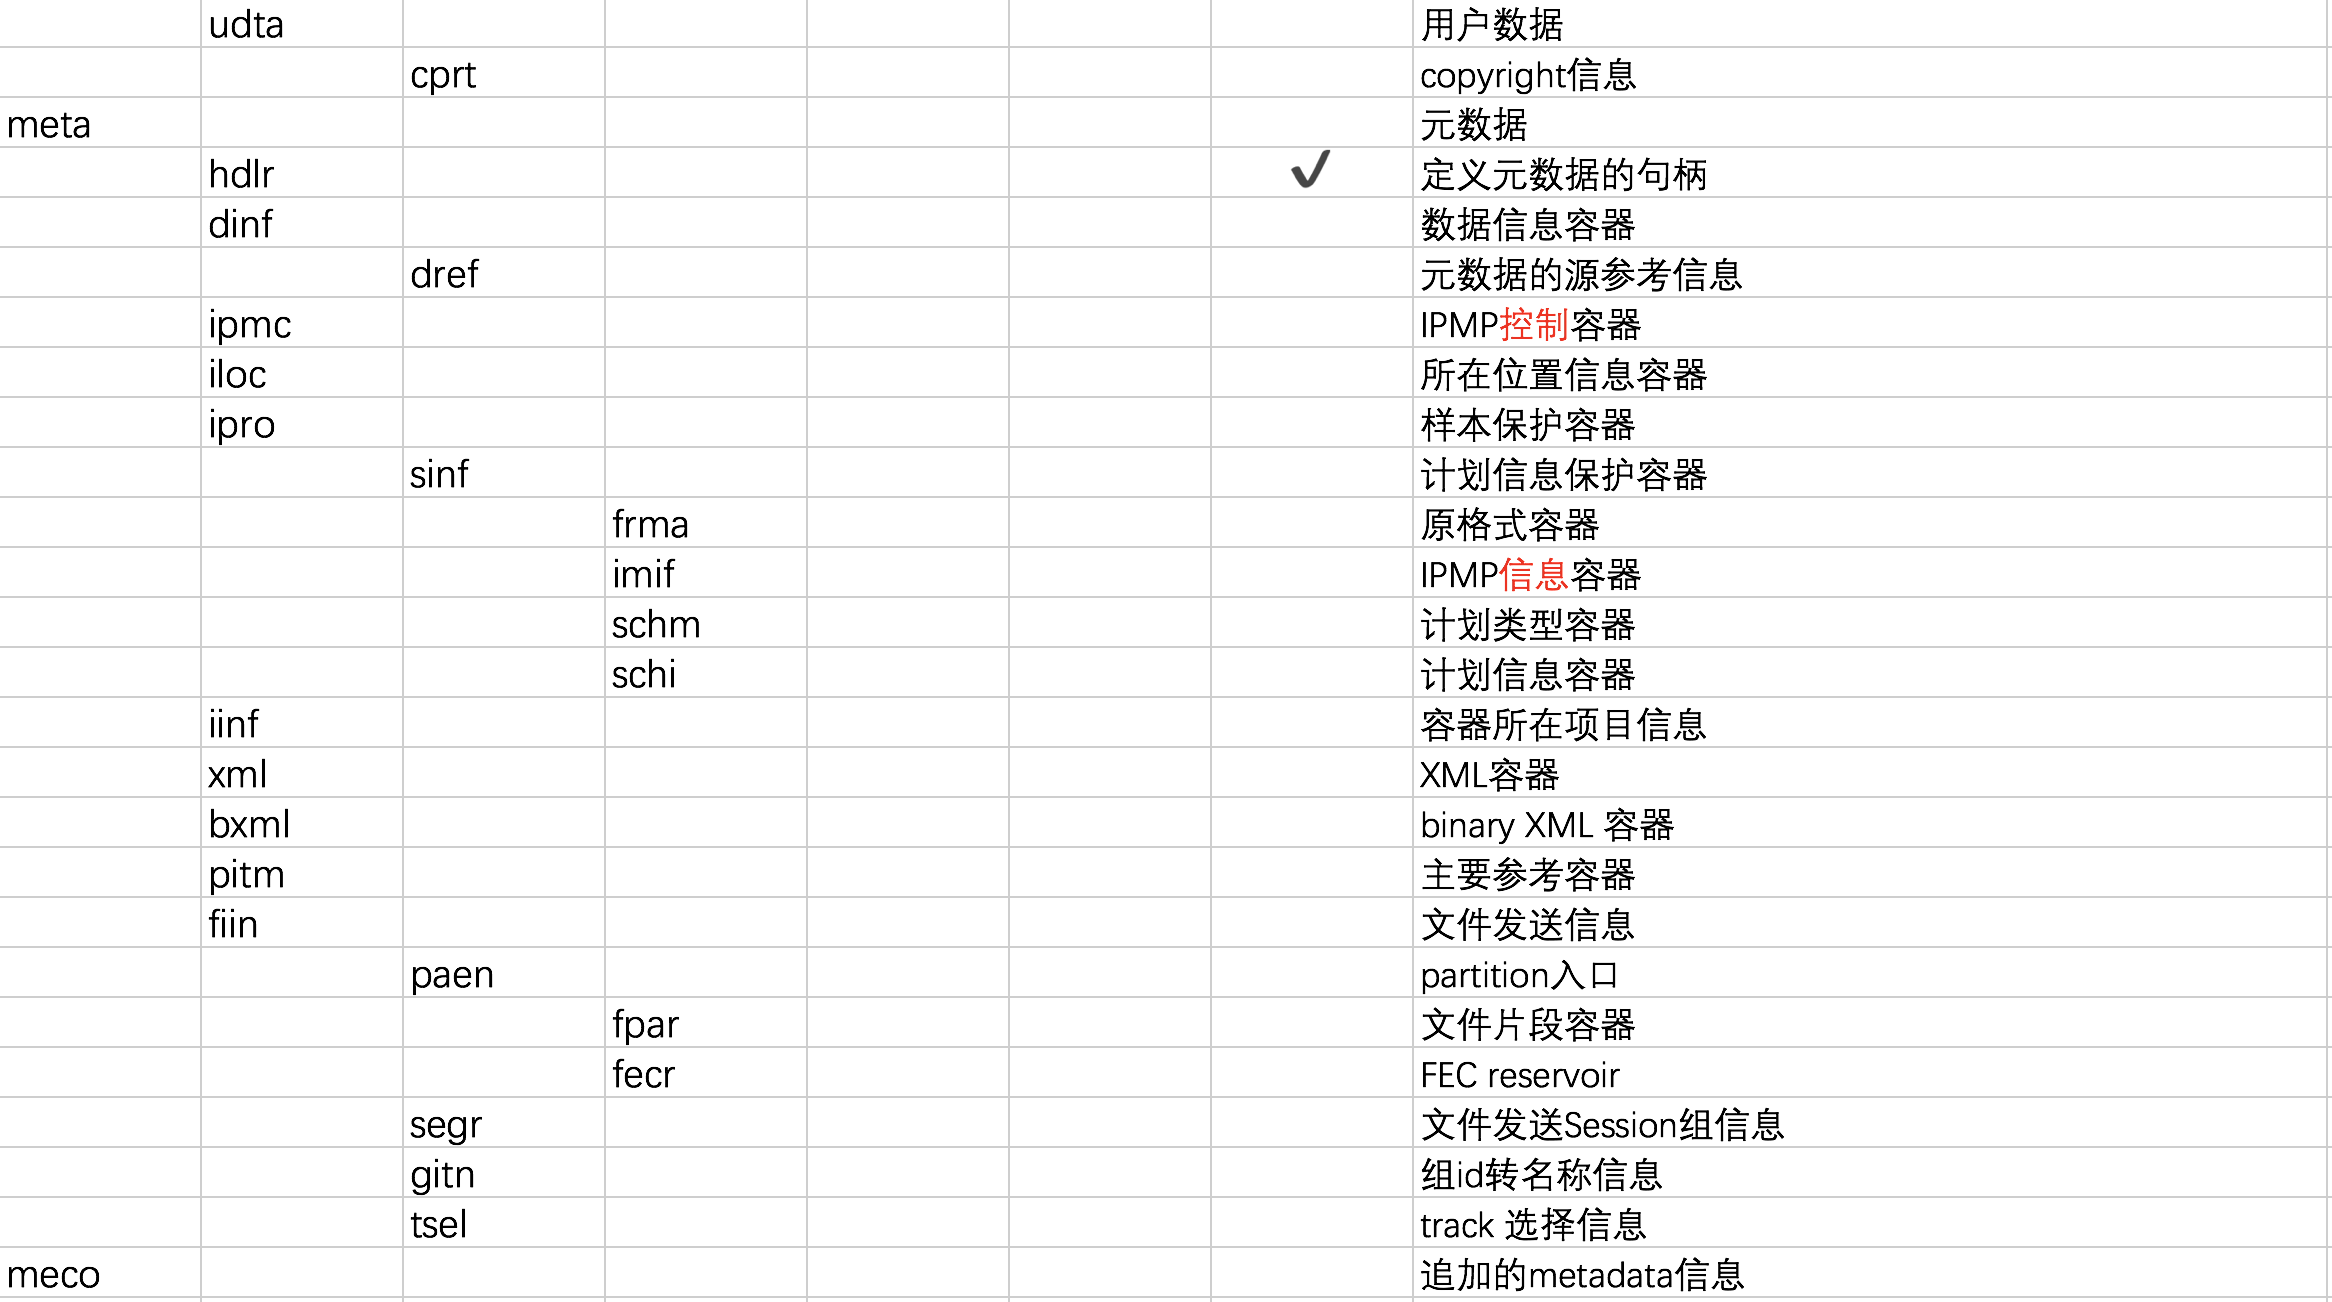 udta 用户数据
cprt copyright信息
meta 元数据
hdlr ✔ 定义元数据的句柄
dinf 数据信息容器
dref 元数据的源参考信息
ipmc IPMP控制容器
iloc 所在位置信息容器
ipro 样本保护容器
sinf 计划信息保护容器
frma 原格式容器
imif IPMP信息容器
schm 计划类型容器
schi 计划信息容器
iinf 容器所在项目信息
xml XML容器
bxml binary XML 容器
pitm 主要参考容器
fiin 文件发送信息
paen partition入口
fpar 文件片段容器
fecr FEC reservoir
segr 文件发送Session组信息
gitn 组id转名称信息
tsel track 选择信息
meco 追加的metadata信息